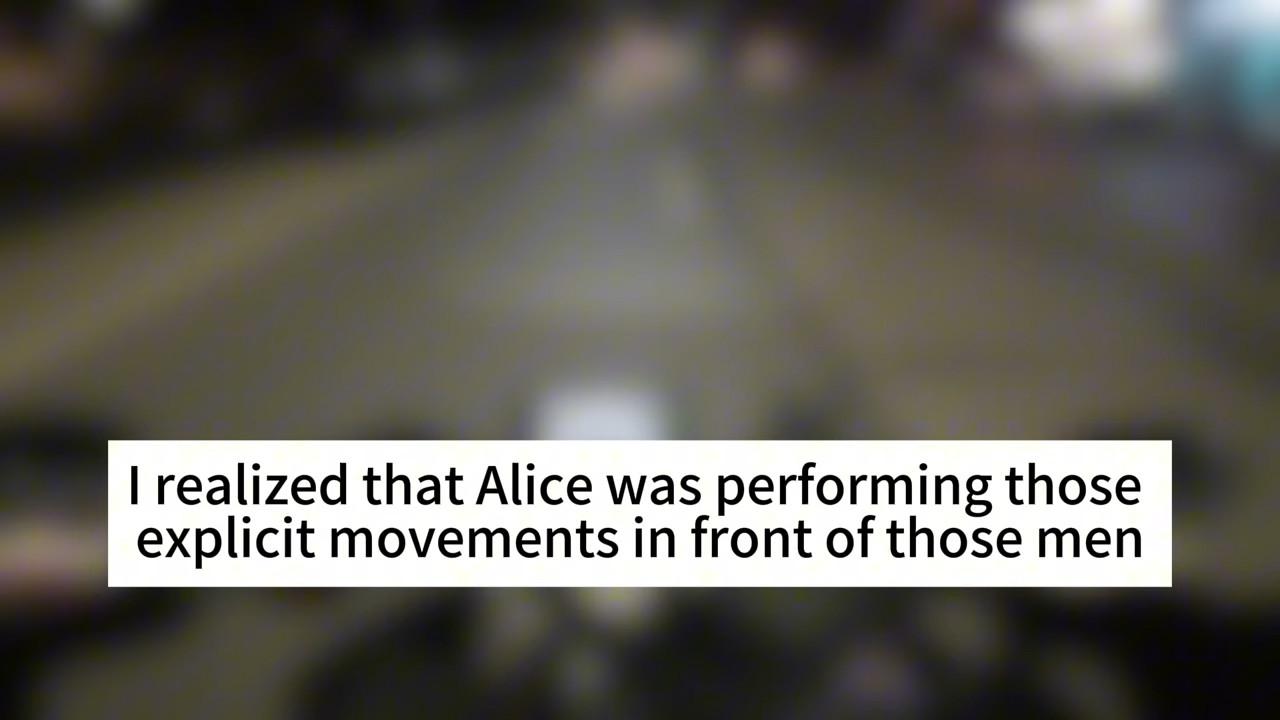 I realized that Alice was performing those
explicit movements in front of those men